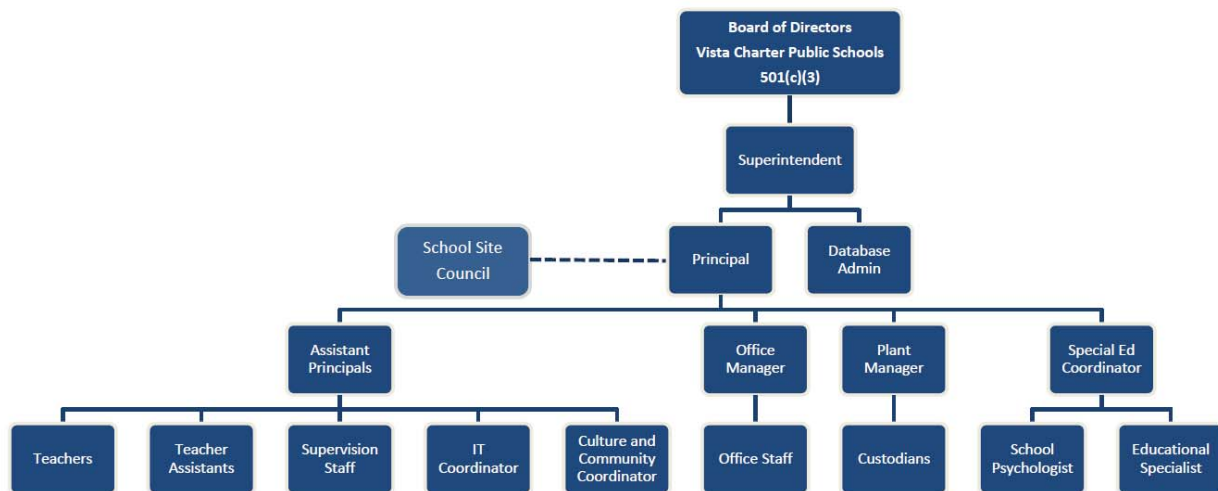 Board of Directors
Vista Charter Public Schools
501(c)(3)
Superintendent
School Site
Council
Principal
Database
Admin
Assistant
Principals
Office
Manager
Plant
Manager
Special Ed
Coordinator
Teachers
Teacher
Assistants
Supervision
Staff
IT
Coordinator
Culture and
Community
Coordinator
Office Staff
Custodians
School
Psychologist
Educational
Specialist